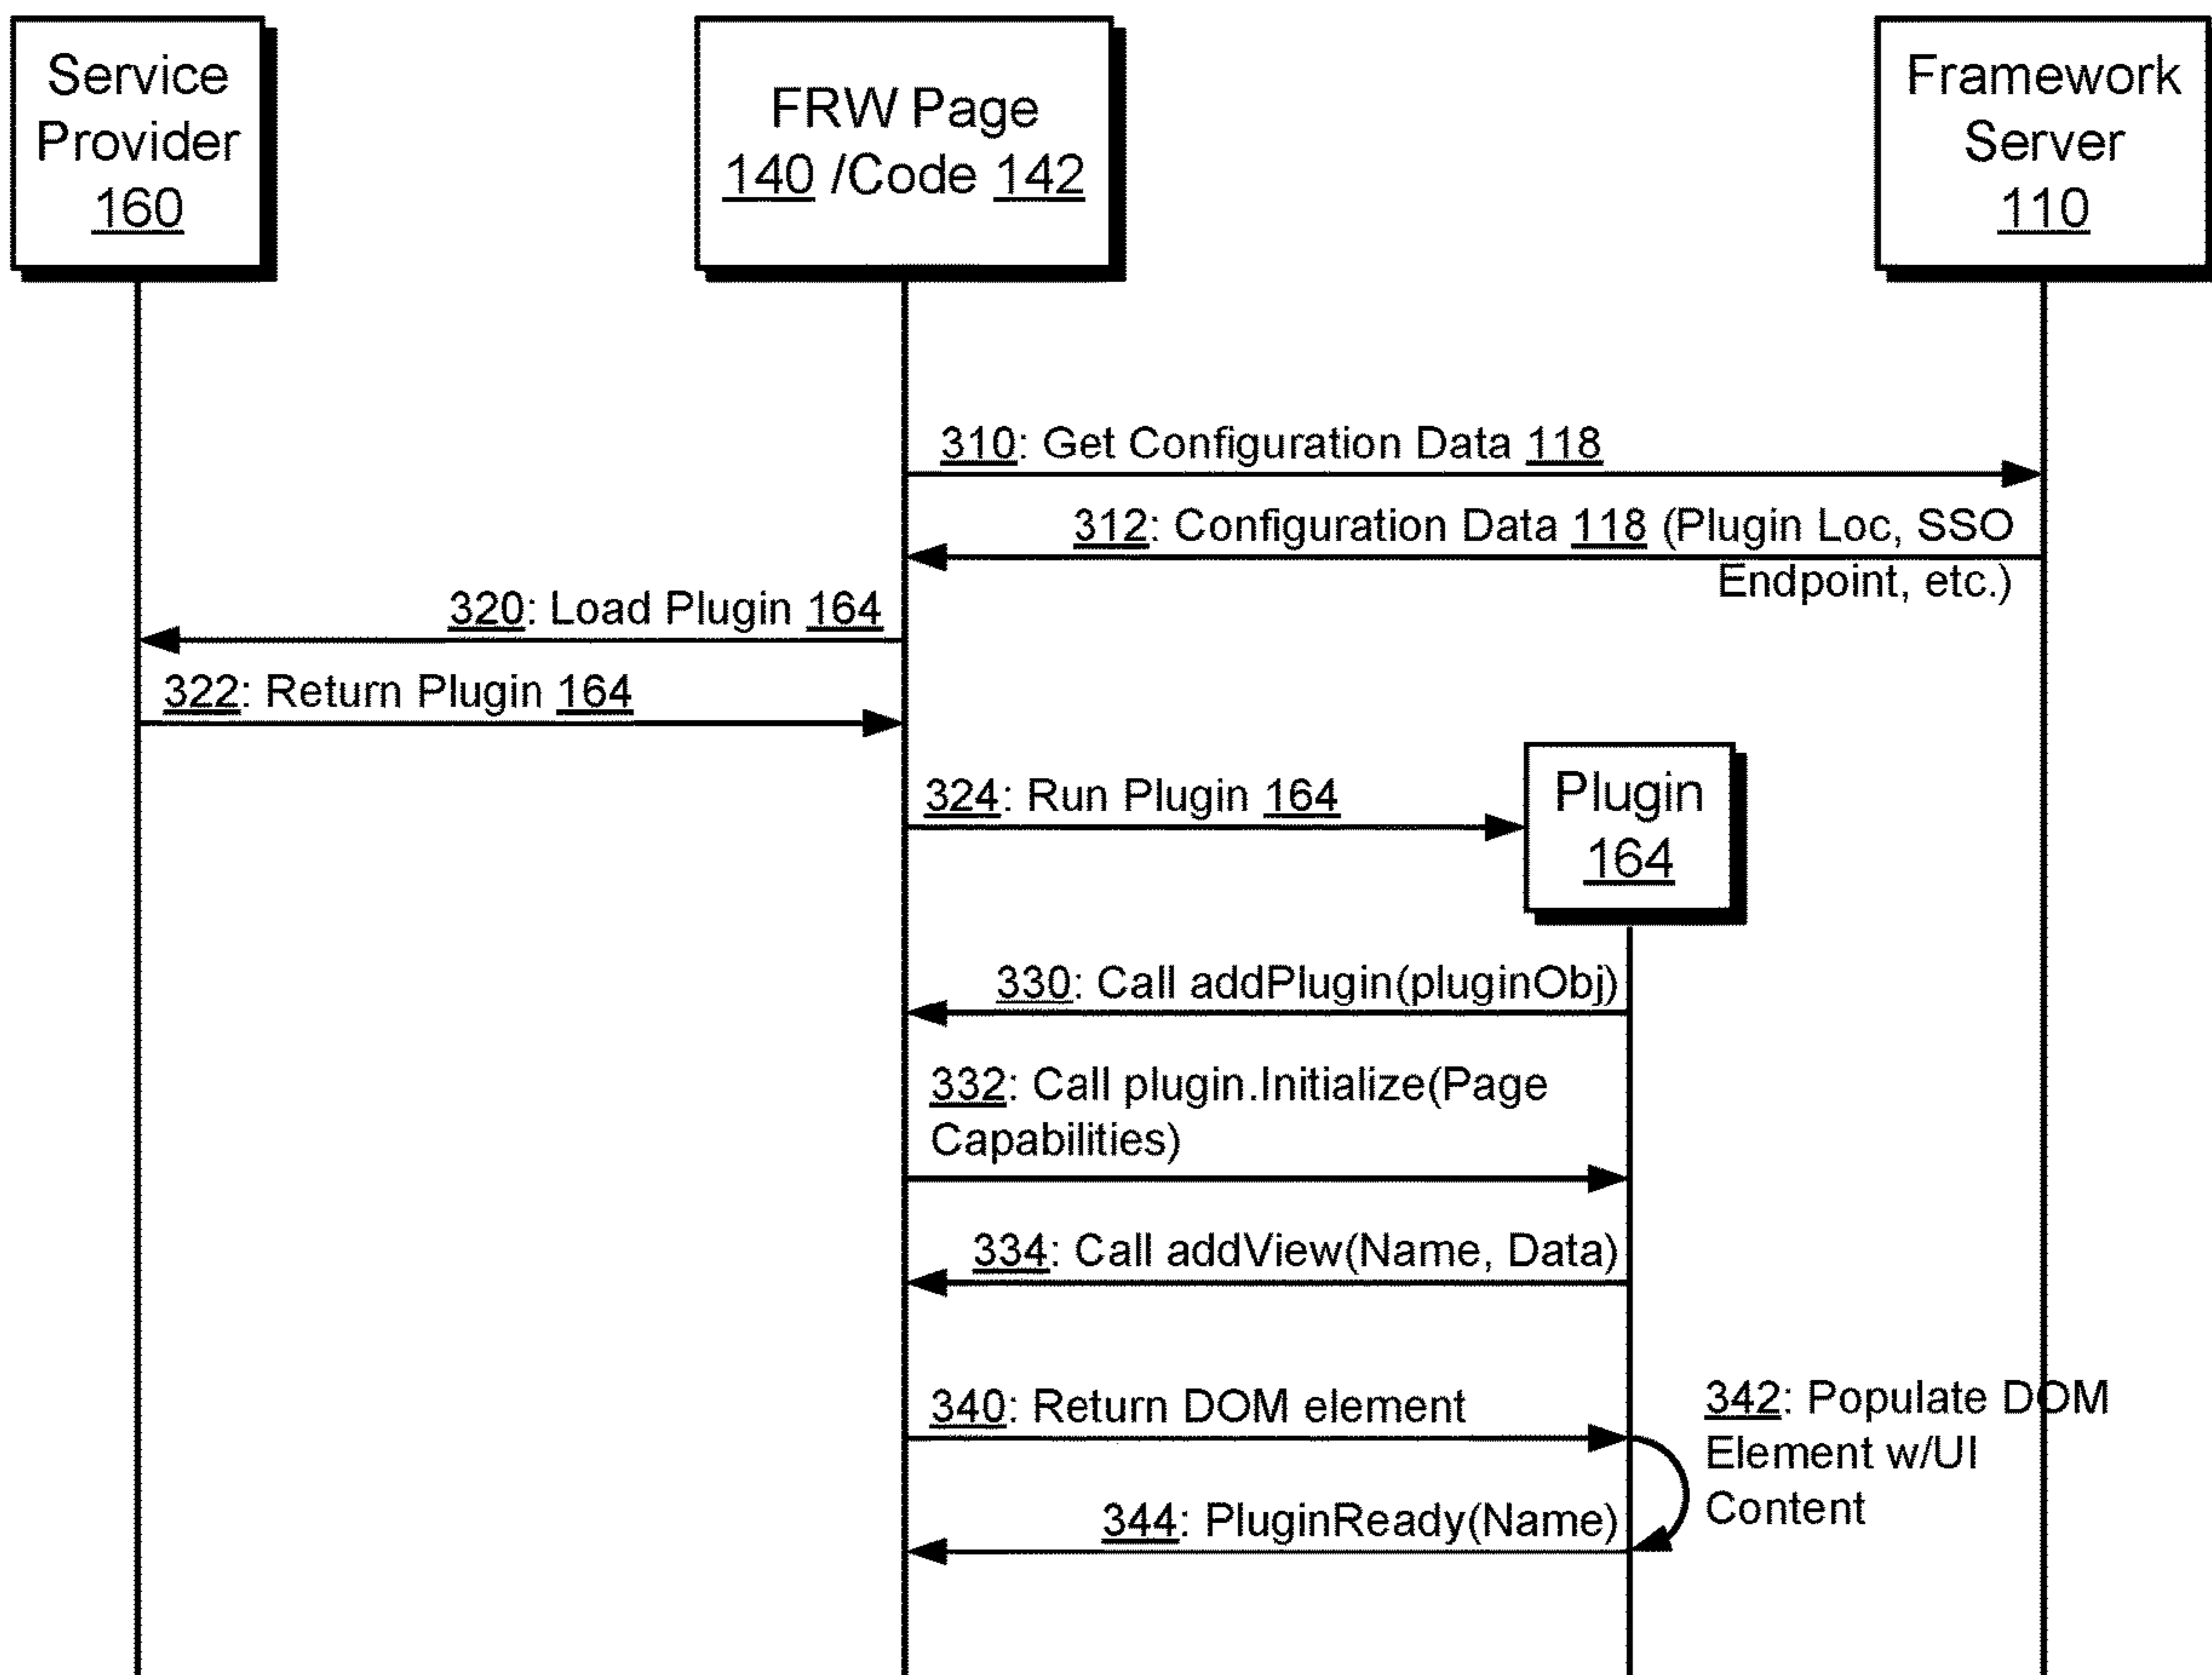 Service
Provider
160
FRW Page
140 /Code 142
Framework
Server
110
310: Get Configuration Data 118
312: Configuration Data 118 (Plugin Loc, SSO
Endpoint, etc.)
320: Load Plugin 164
322: Return Plugin 164
324: Run Plugin 164
Plugin
164
330: Call addPlugin(pluginObj)
332: Call plugin.Initialize(Page
Capabilities)
334: Call addView(Name, Data)
340: Return DOM element
342: Populate DOM
Element w/UI
Content
344: PluginReady(Name)